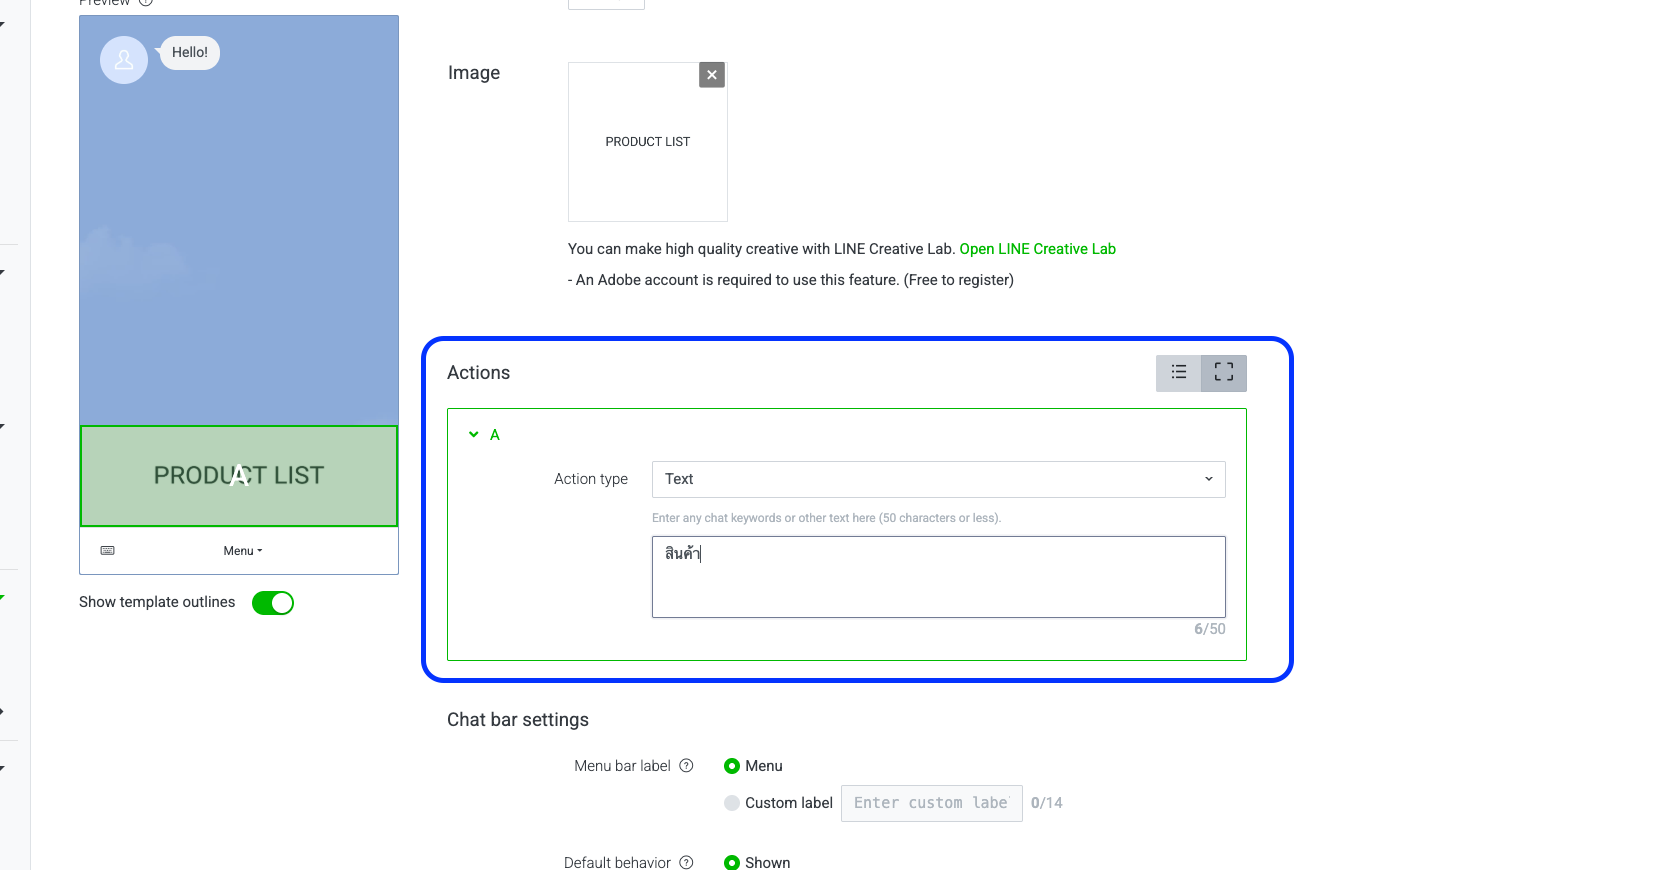 Preview
Hello!
PRODUCT LIST
A
Menu
Show template outlines
Image
PRODUCT LIST
You can make high quality creative with LINE Creative Lab. Open LINE Creative Lab
- An Adobe account is required to use this feature. (Free to register)
Actions
A
Action type
Text
Enter any chat keywords or other text here (50 characters or less).
สินค้า
6/50
Chat bar settings
Menu bar label
Menu
Custom label
Enter custom label
0/14
Default behavior
Shown